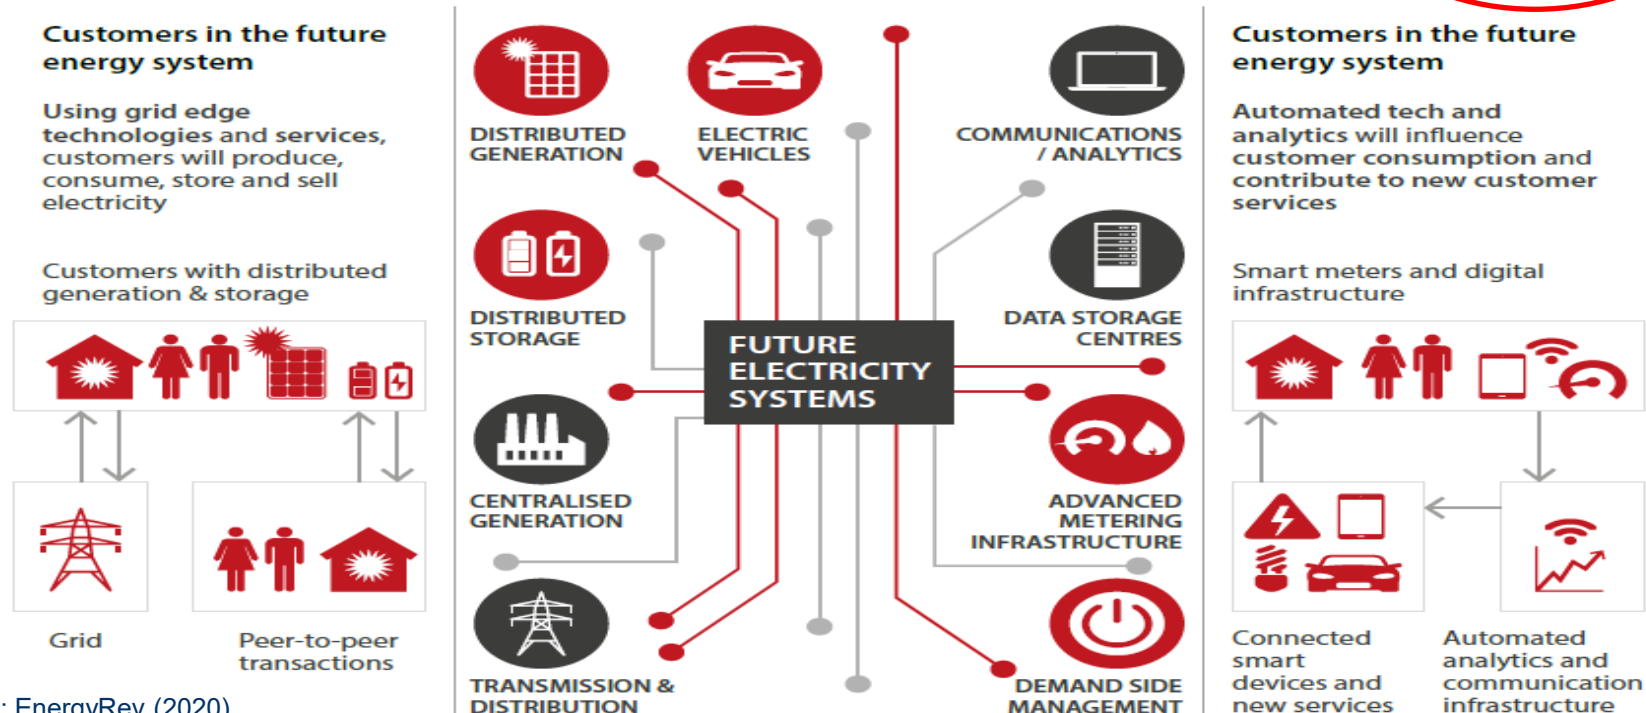 Customers in the future
energy system
Using grid edge
technologies and services,
customers will produce,
consume, store and sell
electricity
Customers with distributed
generation & storage
Grid
Peer-to-peer
transactions
: EnergyRev (2020)
DISTRIBUTED
GENERATION
ELECTRIC
VEHICLES
COMMUNICATIONS
/ ANALYTICS
DISTRIBUTED
STORAGE
DATA STORAGE
CENTRES
FUTURE
ELECTRICITY
SYSTEMS
CENTRALISED
GENERATION
ADVANCED
METERING
INFRASTRUCTURE
TRANSMISSION &
DISTRIBUTION
DEMAND SIDE
MANAGEMENT
Customers in the future
energy system
Automated tech and
analytics will influence
customer consumption and
contribute to new customer
services
Smart meters and digital
infrastructure
Connected
smart
devices and
new services
Automated
analytics and
communication
infrastructure